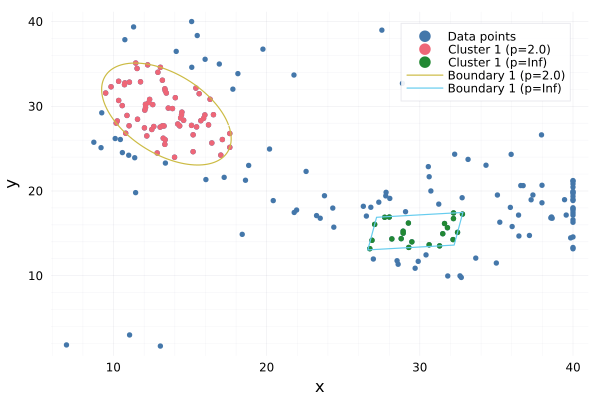 40
30
20
10
y
10
20
30
40
x
Data points
Cluster 1 (p=2.0)
Cluster 1 (p=Inf)
Boundary 1 (p=2.0)
Boundary 1 (p=Inf)